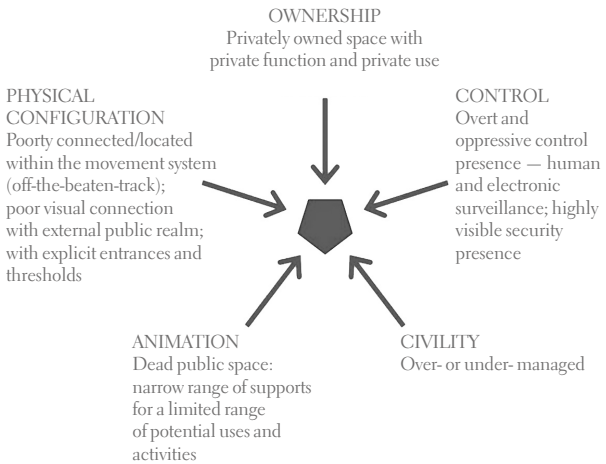 OWNERSHIP
Privately owned space with
private function and private use
PHYSICAL
CONFIGURATION
Poorty connected/located
within the movement system
(off-the-beaten-track);
poor visual connection
with external public realm;
with explicit entrances and
thresholds
CONTROL
Overt and
oppressive control
presence — human
and electronic
surveillance; highly
visible security
presence
ANIMATION
Dead public space:
narrow range of supports
for a limited range
of potential uses and
activities
CIVILITY
Over- or under- managed